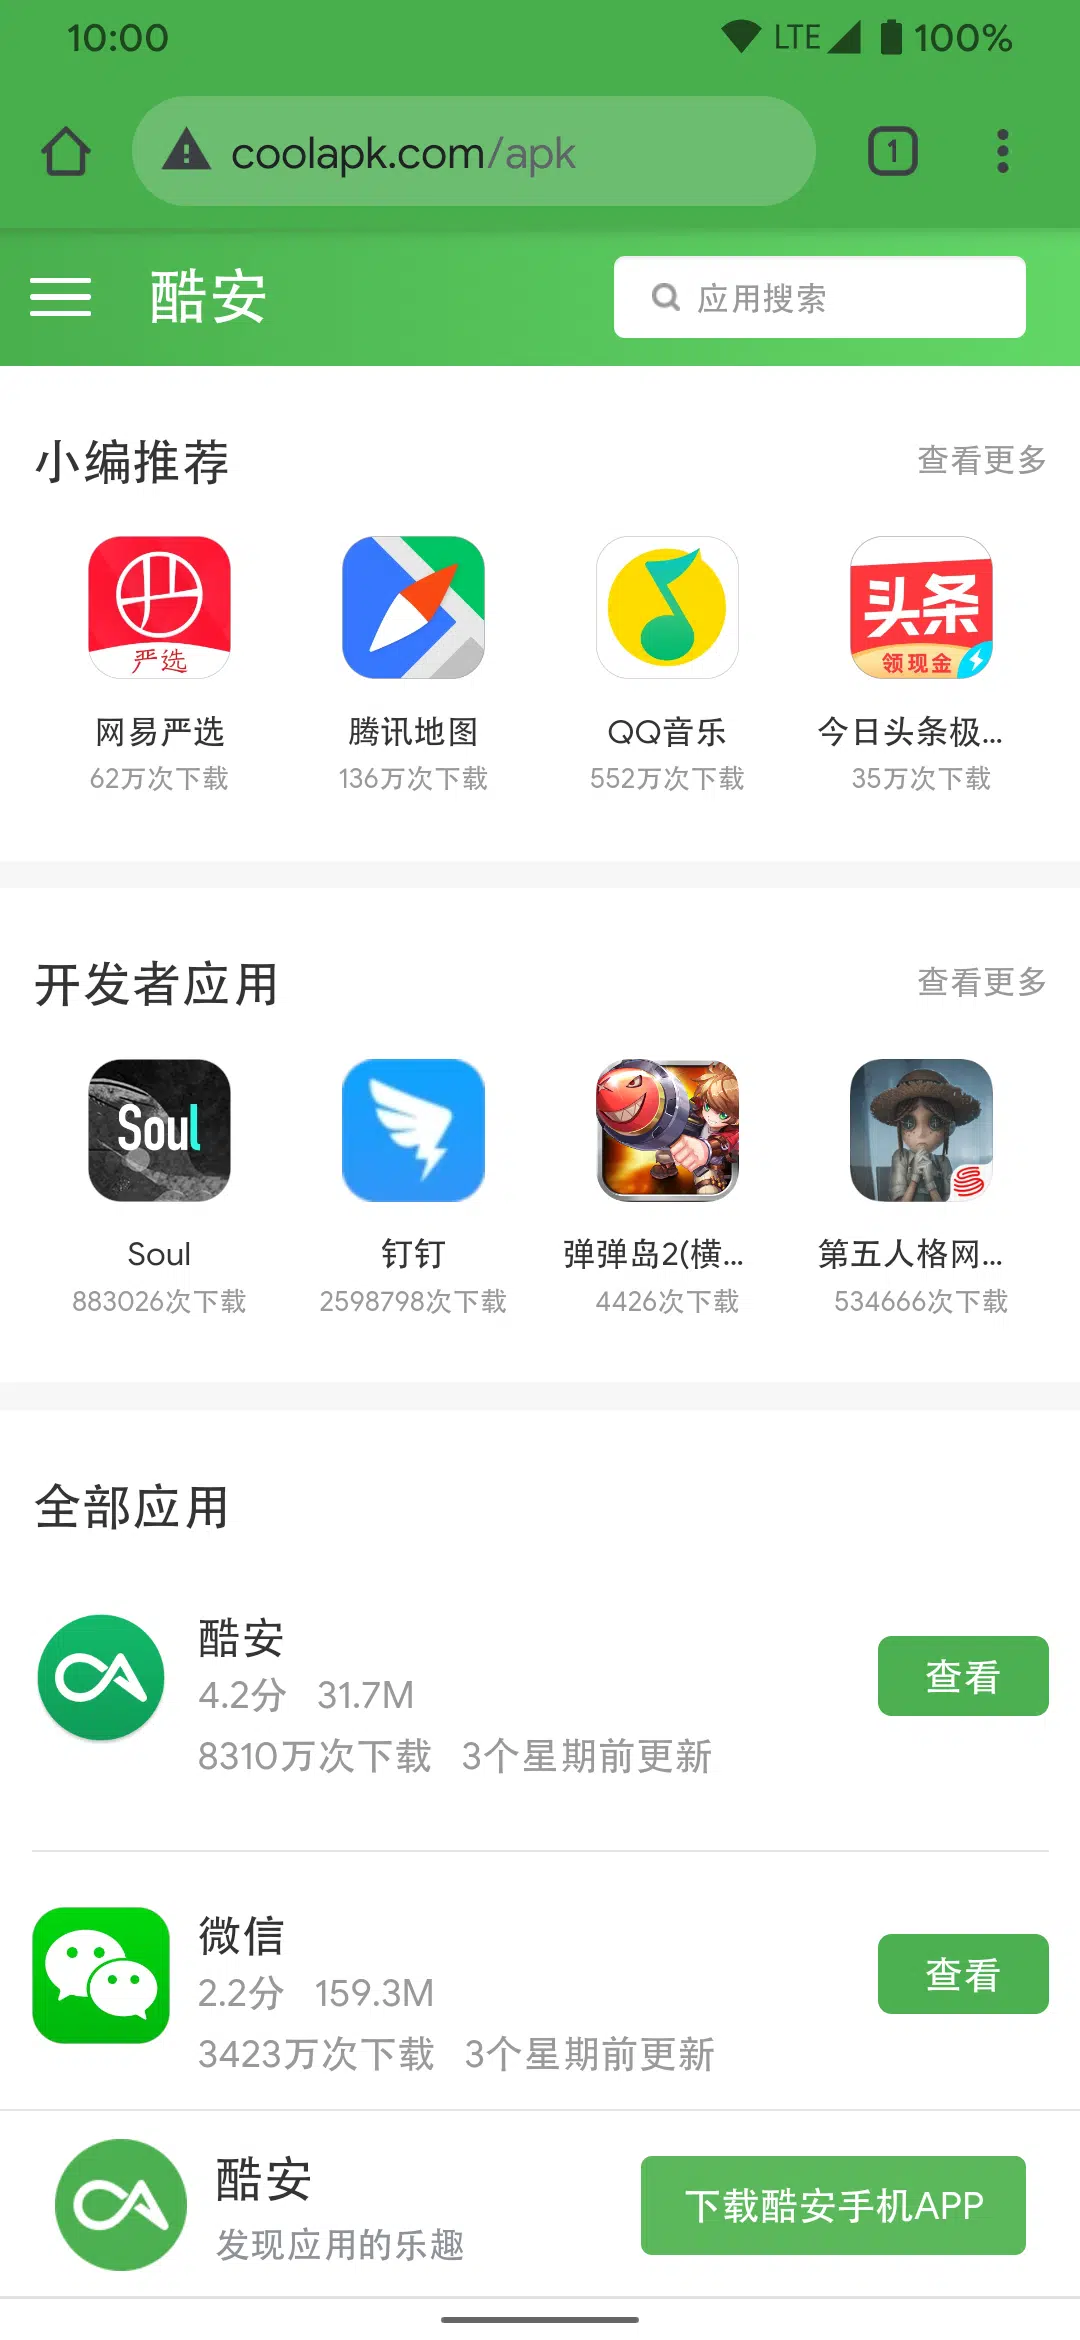 10:00 LTE 100%
coolapk.com/apk 1
酷安 应用搜索
小编推荐 查看更多
严选
头条
领现金
网易严选 腾讯地图 QQ音乐 今日头条极...
62万次下载 136万次下载 552万次下载 35万次下载
开发者应用 查看更多
Soul
Soul 钉钉 弹弹岛2(横... 第五人格网...
883026次下载 2598798次下载 4426次下载 534666次下载
全部应用
酷安
4.2分 31.7M
查看
8310万次下载 3个星期前更新
微信
2.2分 159.3M
查看
3423万次下载 3个星期前更新
酷安
下载酷安手机APP
发现应用的乐趣